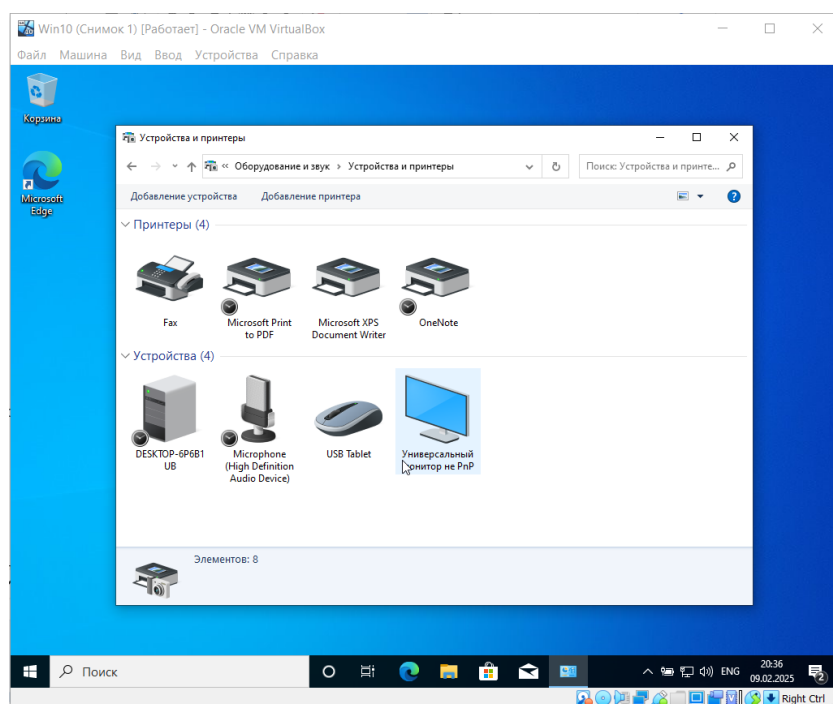 Win10 (Снимок 1) [Работает] - Oracle VM VirtualBox
Файл Машина Вид Ввод Устройства Справка
Корзина
Microsoft
Edge
Устройства и принтеры
« Оборудование и звук › Устройства и принтеры
Поиск: Устройства и принте...
Добавление устройства Добавление принтера
Принтеры (4)
Fax
Microsoft Print
to PDF
Microsoft XPS
Document Writer
OneNote
Устройства (4)
DESKTOP-6P6B1
UB
Microphone
(High Definition
Audio Device)
USB Tablet
Универсальный
монитор не PnP
Элементов: 8
Поиск
ENG
20:36
09.02.2025
2
Right Ctrl